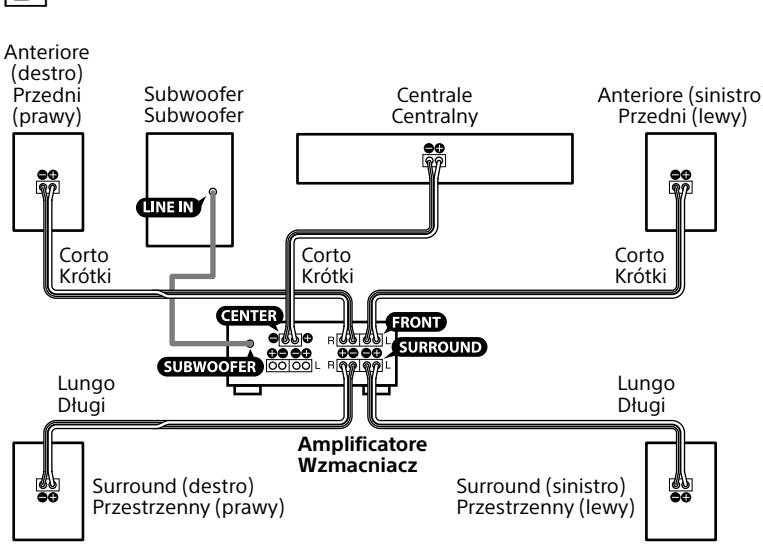 Anteriore
(destro)
Przedni
(prawy)
Subwoofer
Subwoofer
Centrale
Centralny
Anteriore (sinistro)
Przedni (lewy)
LINE IN
Corto
Krótki
Corto
Krótki
Corto
Krótki
CENTER
FRONT
R
L
SURROUND
SUBWOOFER
L
R
L
Lungo
Długi
Lungo
Długi
Amplificatore
Wzmacniacz
Surround (destro)
Przestrzenny (prawy)
Surround (sinistro)
Przestrzenny (lewy)